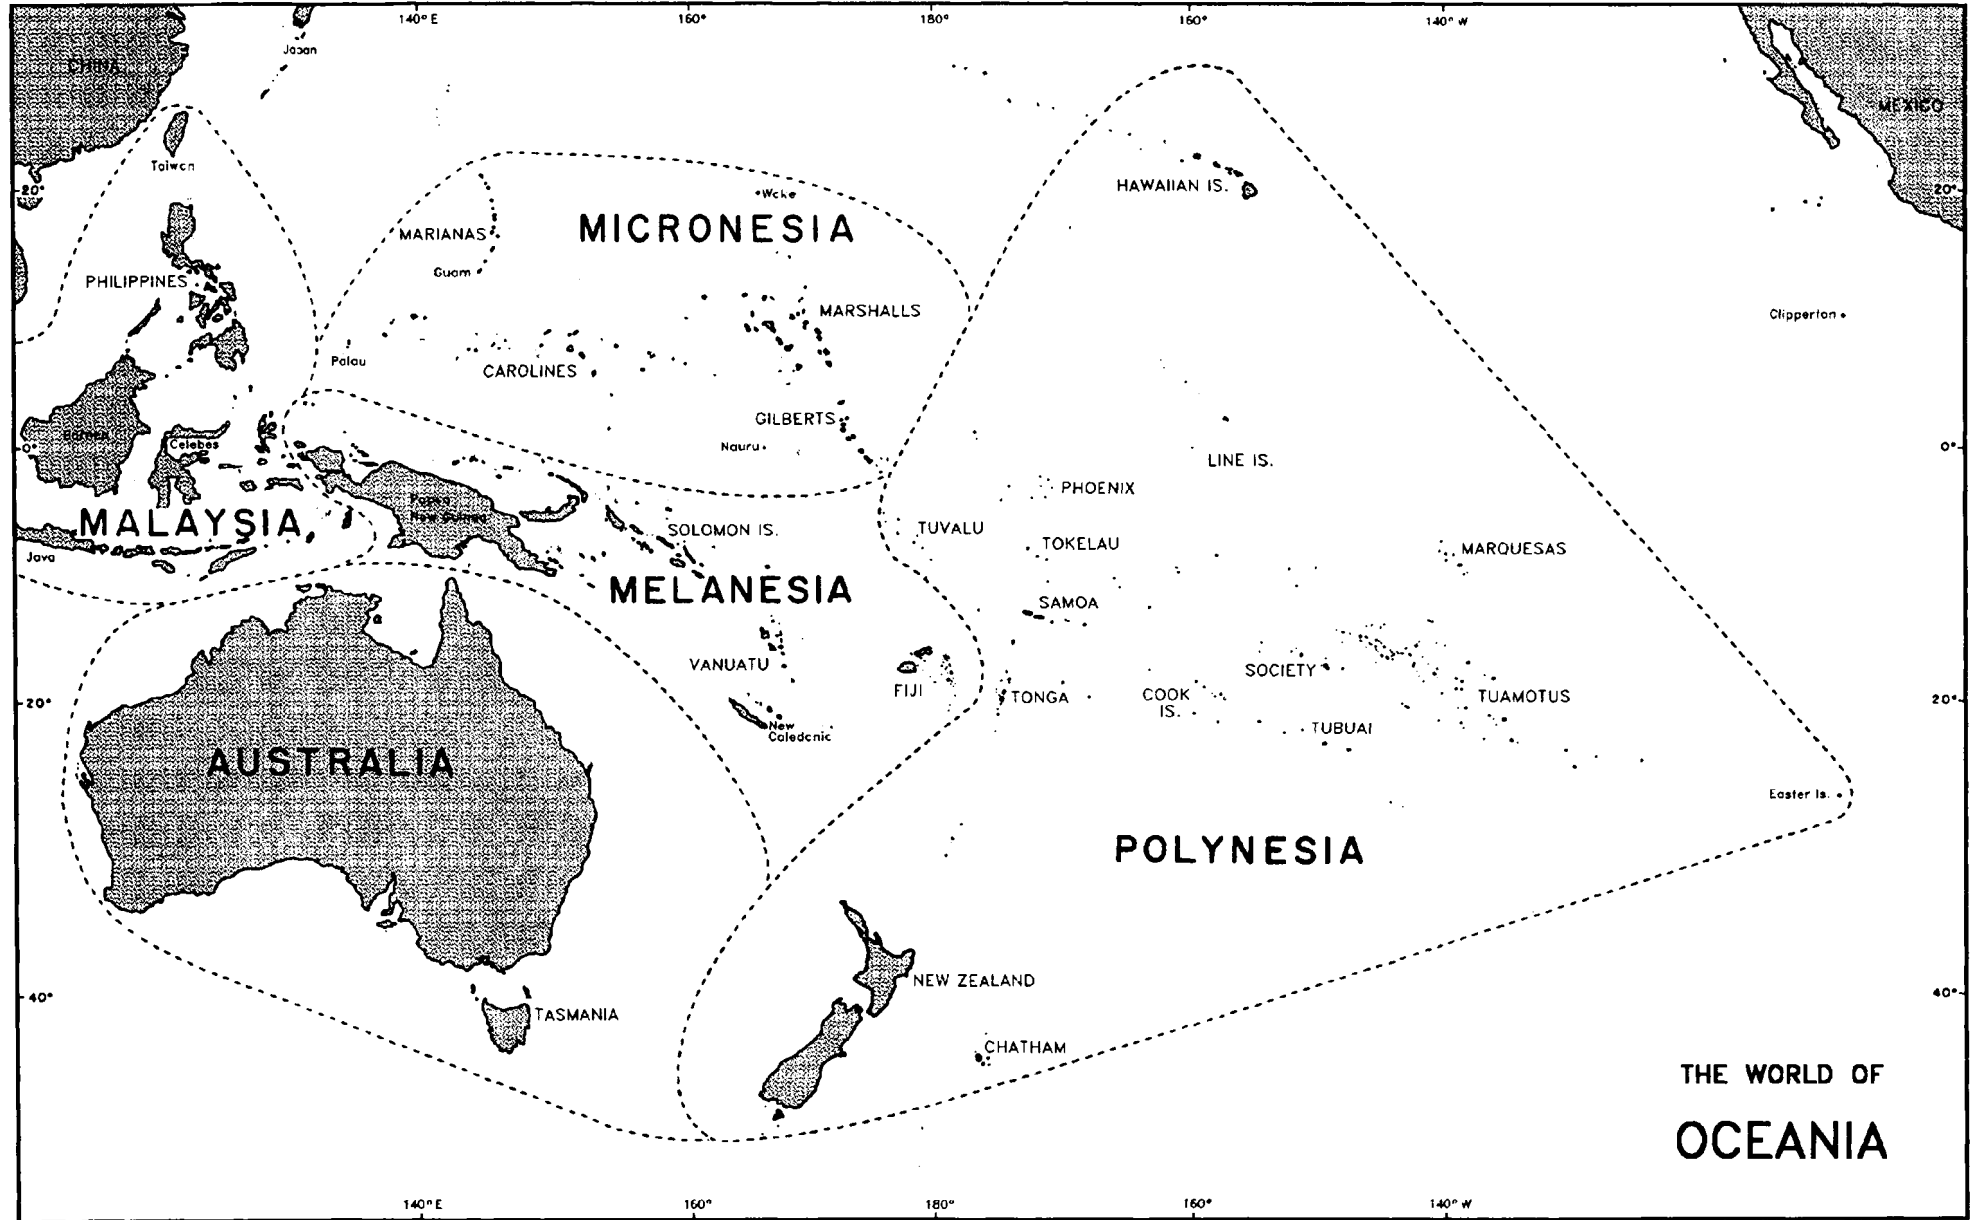 140° E
160°
180°
160°
140° W
Japan
CHINA
MEXICO
Taiwan
20°
HAWAIIAN IS.
20°
Wake
MICRONESIA
MARIANAS
Guam
PHILIPPINES
MARSHALLS
Clipperton
Palau
CAROLINES
GILBERTS
Borneo
Celebes
0°
Nauru
0°
LINE IS.
PHOENIX
Papua
New Guinea
MALAYSIA
SOLOMON IS.
TUVALU
TOKELAU
MARQUESAS
Java
MELANESIA
SAMOA
VANUATU
SOCIETY
FIJI
TONGA
COOK
IS.
TUAMOTUS
20°
20°
New
Caledonia
TUBUAI
AUSTRALIA
Easter Is.
POLYNESIA
NEW ZEALAND
40°
40°
TASMANIA
CHATHAM
THE WORLD OF
OCEANIA
140° E
160°
180°
160°
140° W